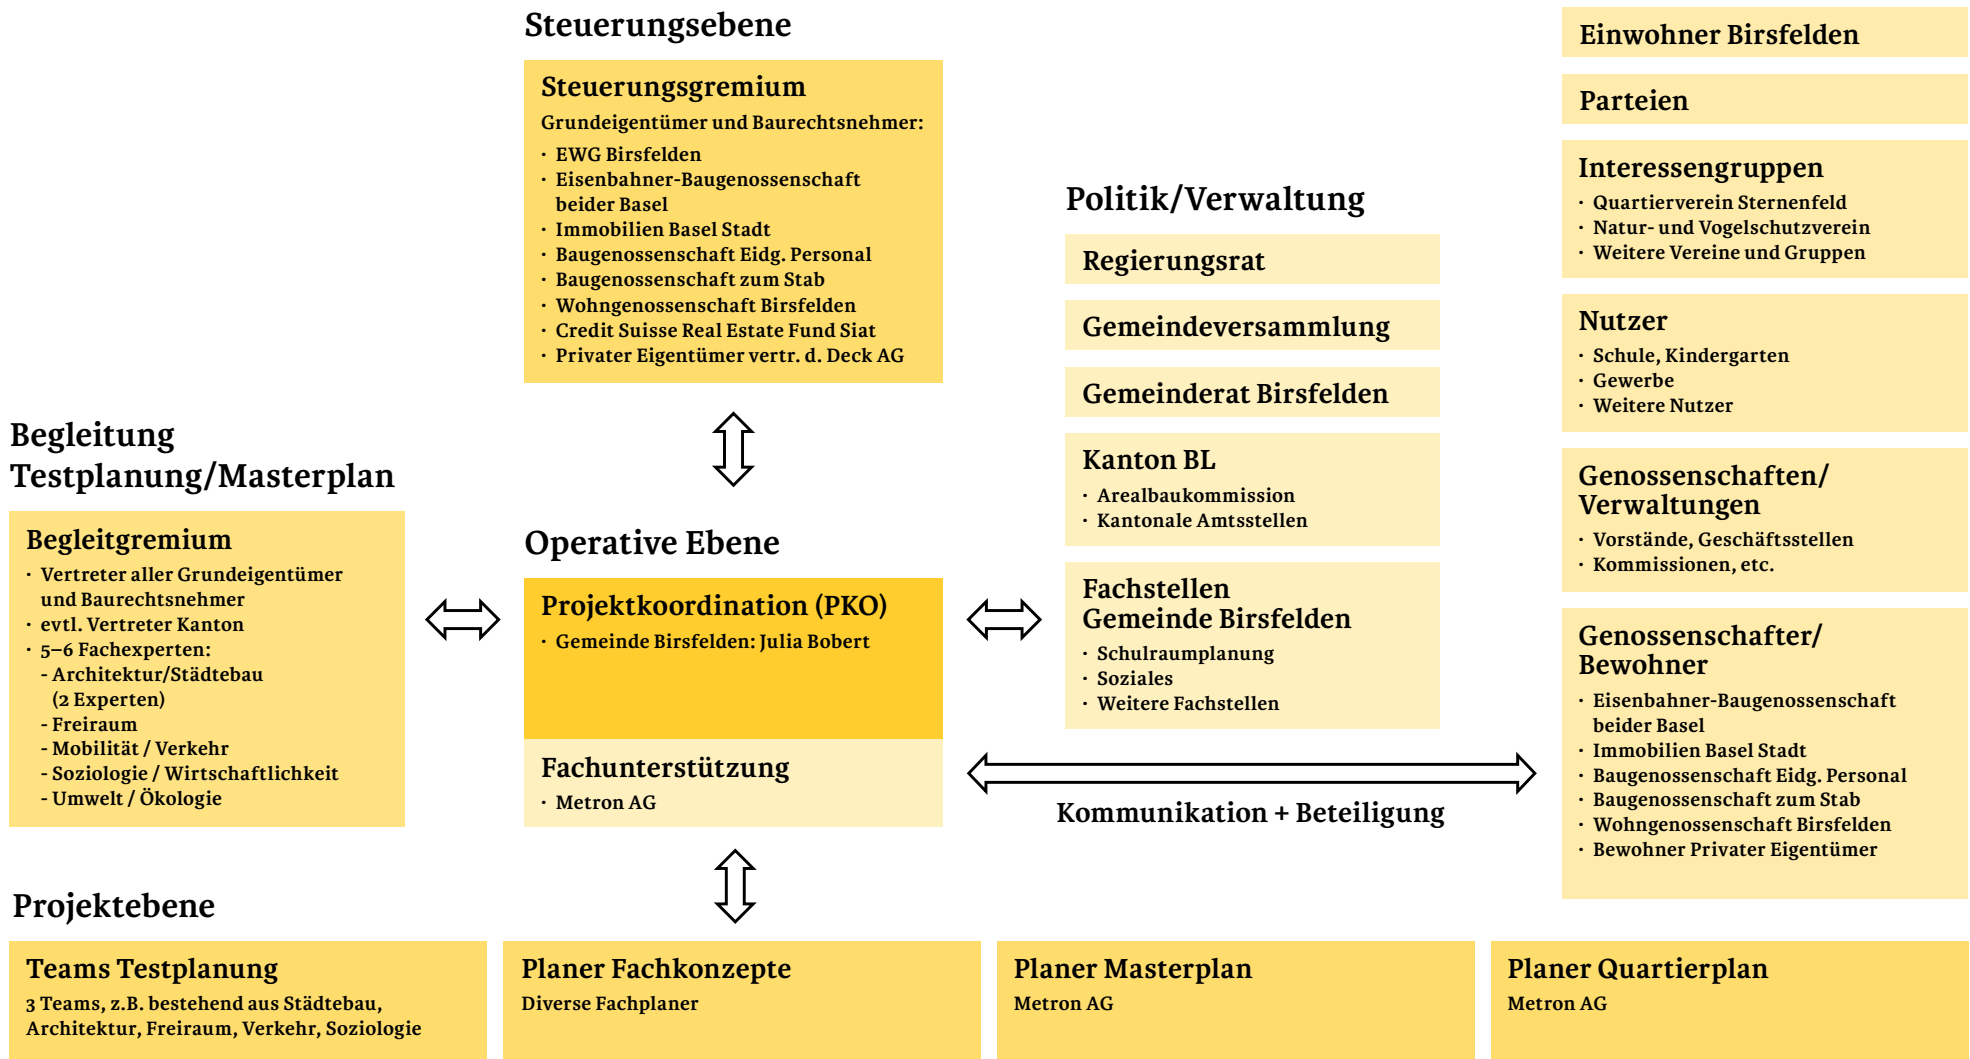 Steuerungsebene
Steuerungsgremium
Grundeigentümer und Baurechtsnehmer:
· EWG Birsfelden
· Eisenbahner-Baugenossenschaft
beider Basel
· Immobilien Basel Stadt
· Baugenossenschaft Eidg. Personal
· Baugenossenschaft zum Stab
· Wohngenossenschaft Birsfelden
· Credit Suisse Real Estate Fund Siat
· Privater Eigentümer vertr. d. Deck AG
Begleitung
Testplanung/Masterplan
Begleitgremium
· Vertreter aller Grundeigentümer
und Baurechtsnehmer
· evtl. Vertreter Kanton
· 5–6 Fachexperten:
- Architektur/Städtebau
(2 Experten)
- Freiraum
- Mobilität / Verkehr
- Soziologie / Wirtschaftlichkeit
- Umwelt / Ökologie
Operative Ebene
Projektkoordination (PKO)
· Gemeinde Birsfelden: Julia Bobert
Fachunterstützung
· Metron AG
Politik/Verwaltung
Regierungsrat
Gemeindeversammlung
Gemeinderat Birsfelden
Kanton BL
· Arealbaukommission
· Kantonale Amtsstellen
Fachstellen
Gemeinde Birsfelden
· Schulraumplanung
· Soziales
· Weitere Fachstellen
Kommunikation + Beteiligung
Einwohner Birsfelden
Parteien
Interessengruppen
· Quartierverein Sternenfeld
· Natur- und Vogelschutzverein
· Weitere Vereine und Gruppen
Nutzer
· Schule, Kindergarten
· Gewerbe
· Weitere Nutzer
Genossenschaften/
Verwaltungen
· Vorstände, Geschäftsstellen
· Kommissionen, etc.
Genossenschafter/
Bewohner
· Eisenbahner-Baugenossenschaft
beider Basel
· Immobilien Basel Stadt
· Baugenossenschaft Eidg. Personal
· Baugenossenschaft zum Stab
· Wohngenossenschaft Birsfelden
· Bewohner Privater Eigentümer
Projektebene
Teams Testplanung
3 Teams, z.B. bestehend aus Städtebau,
Architektur, Freiraum, Verkehr, Soziologie
Planer Fachkonzepte
Diverse Fachplaner
Planer Masterplan
Metron AG
Planer Quartierplan
Metron AG